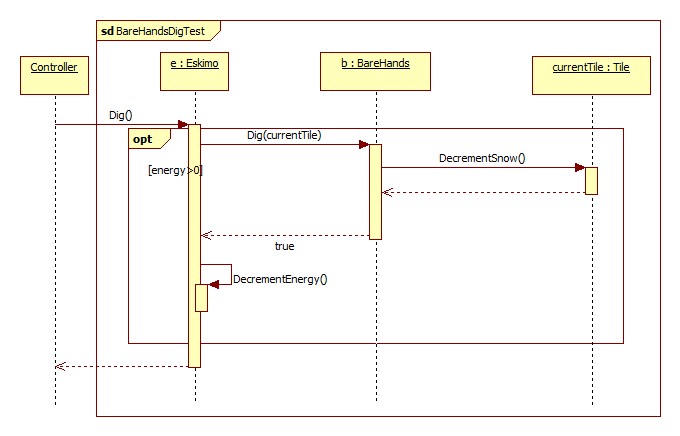 sd BareHandsDigTest
Controller
e : Eskimo
b : BareHands
currentTile : Tile
Dig()
opt
Dig(currentTile)
[energy>0]
DecrementSnow()
true
DecrementEnergy()